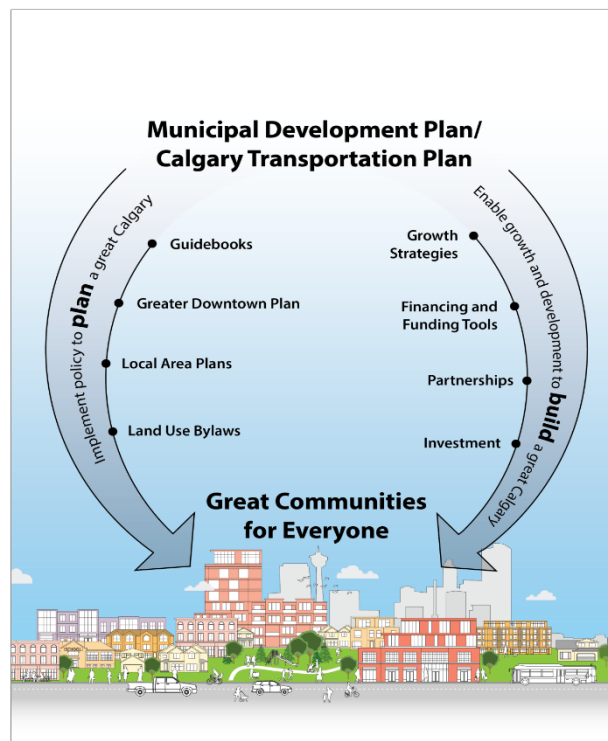 Municipal Development Plan/
Calgary Transportation Plan
Implement policy to plan a great Calgary
Guidebooks
Greater Downtown Plan
Local Area Plans
Land Use Bylaws
Enable growth and development to build a great Calgary
Growth
Strategies
Financing and
Funding Tools
Partnerships
Investment
Great Communities
for Everyone